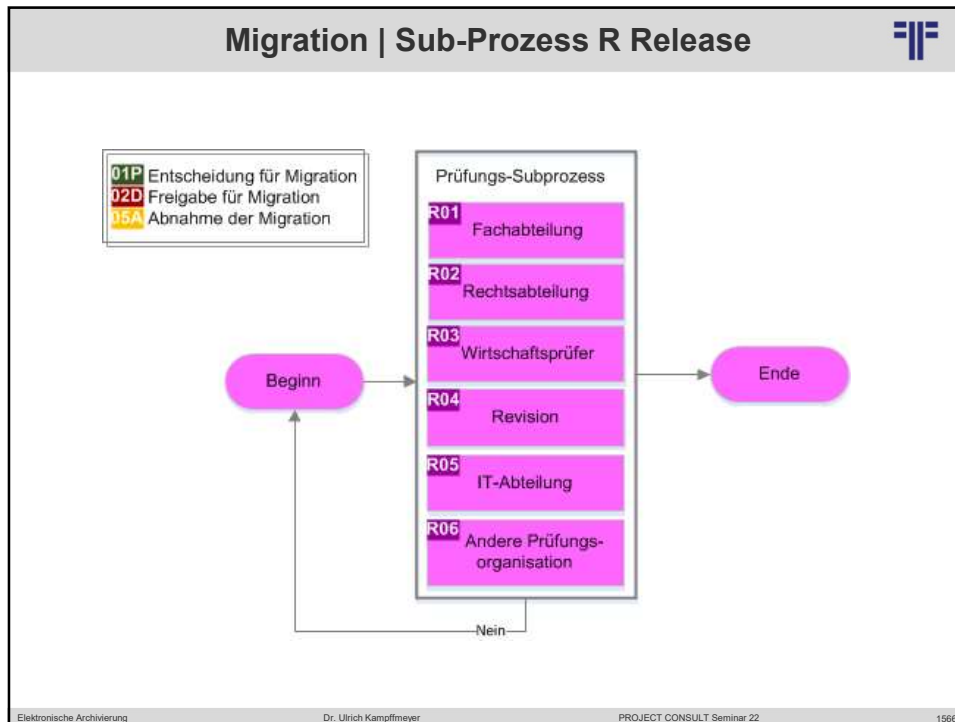 Migration | Sub-Prozess R Release
01P Entscheidung für Migration
02D Freigabe für Migration
05A Abnahme der Migration
Prüfungs-Subprozess
R01
Fachabteilung
R02
Rechtsabteilung
R03
Wirtschaftsprüfer
Beginn
Ende
R04
Revision
R05
IT-Abteilung
R06
Andere Prüfungs-
organisation
Nein
Elektronische Archivierung
Dr. Ulrich Kampffmeyer
PROJECT CONSULT Seminar 22
1566